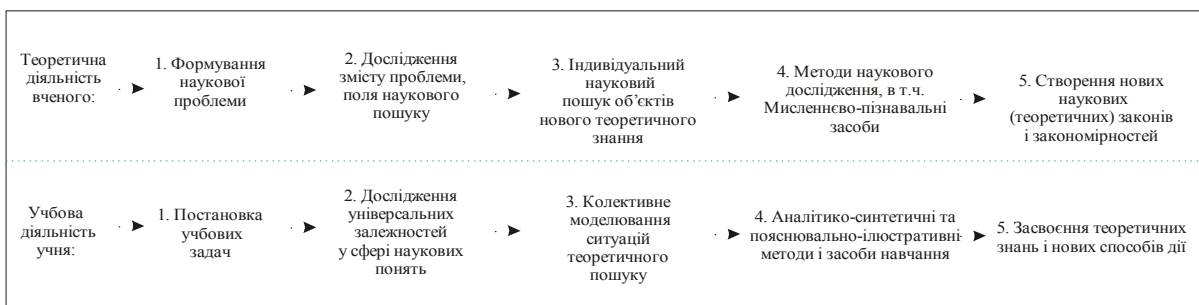 Теоретична
діяльність
вченого:
1. Формування
наукової
проблеми
2. Дослідження
змісту проблеми,
поля наукового
пошуку
3. Індивідуальний
науковий
пошук об’єктів
нового теоретичного
знання
4. Методи наукового
дослідження, в т.ч.
Мисленнєво-пізнавальні
засоби
5. Створення нових
наукових
(теоретичних) законів
і закономірностей
Учбова
діяльність
учня:
1. Постановка
учбових
задач
2. Дослідження
універсальних
залежностей
у сфері наукових
понять
3. Колективне
моделювання
ситуацій
теоретичного
пошуку
4. Аналітико-синтетичні та
пояснювально-ілюстративні
методи і засоби навчання
5. Засвоєння теоретичних
знань і нових способів дії